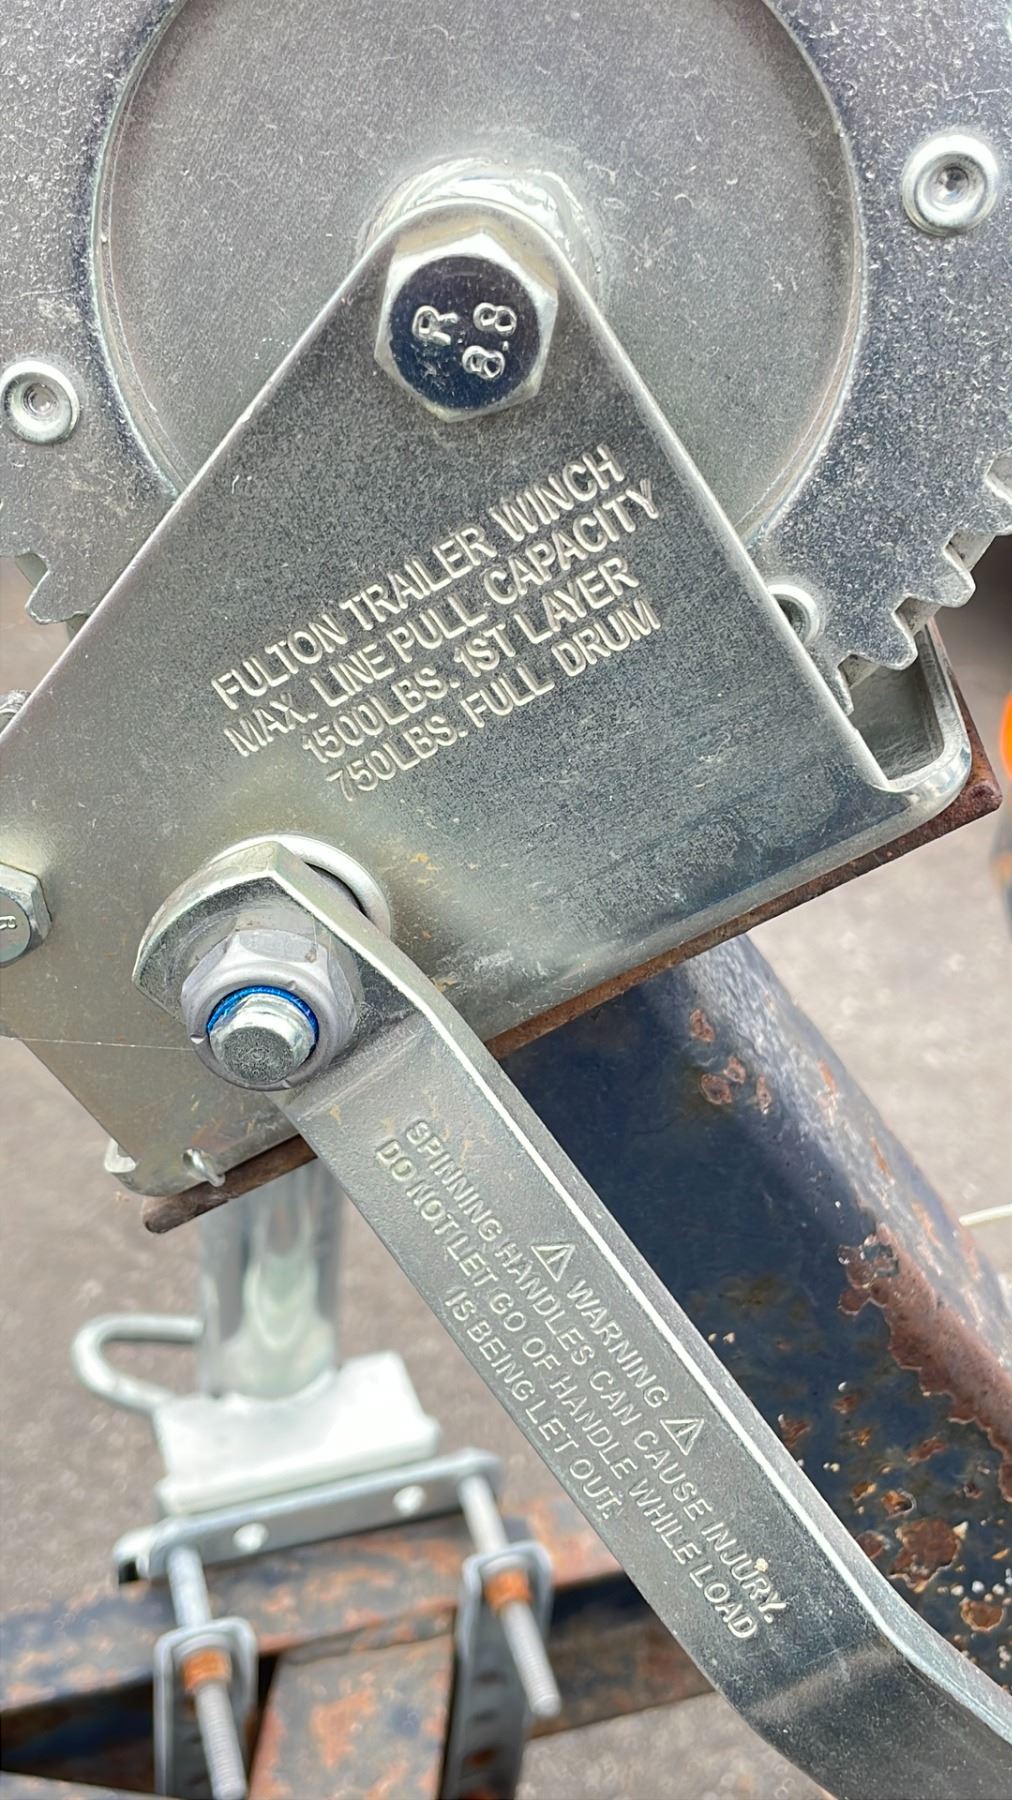 R
8.8
FULTON TRAILER WINCH
MAX. LINE PULL CAPACITY
1500LBS. 1ST LAYER
750LBS. FULL DRUM
⚠ WARNING ⚠
SPINNING HANDLES CAN CAUSE INJURY.
DO NOT LET GO OF HANDLE WHILE LOAD
IS BEING LET OUT.